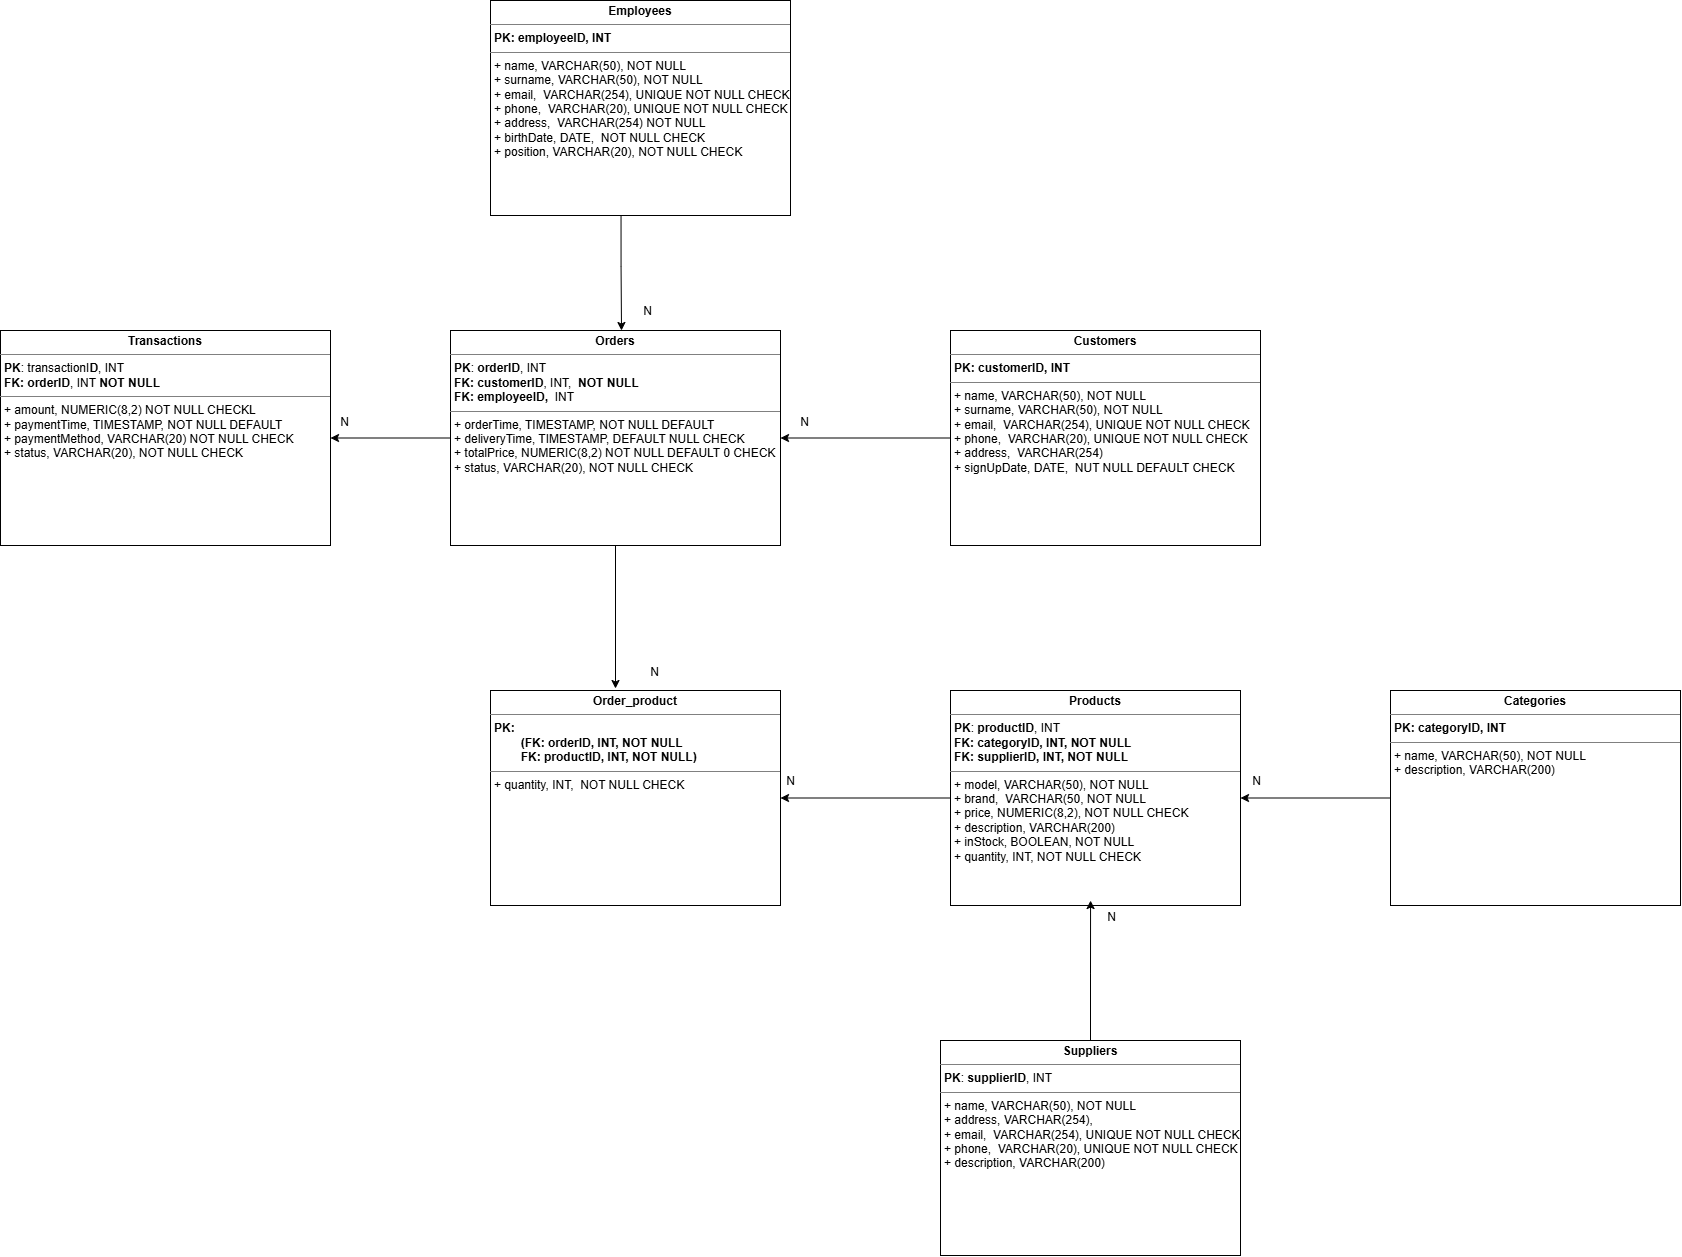 Employees
PK: employeeID, INT
+ name, VARCHAR(50), NOT NULL
+ surname, VARCHAR(50), NOT NULL
+ email,  VARCHAR(254), UNIQUE NOT NULL CHECK
+ phone,  VARCHAR(20), UNIQUE NOT NULL CHECK
+ address,  VARCHAR(254) NOT NULL
+ birthDate, DATE,  NOT NULL CHECK
+ position, VARCHAR(20), NOT NULL CHECK
N
Transactions
PK: transactionID, INT
FK: orderID, INT NOT NULL
+ amount, NUMERIC(8,2) NOT NULL CHECKL
+ paymentTime, TIMESTAMP, NOT NULL DEFAULT
+ paymentMethod, VARCHAR(20) NOT NULL CHECK
+ status, VARCHAR(20), NOT NULL CHECK
N
Orders
PK: orderID, INT
FK: customerID, INT,  NOT NULL
FK: employeeID,  INT
+ orderTime, TIMESTAMP, NOT NULL DEFAULT
+ deliveryTime, TIMESTAMP, DEFAULT NULL CHECK
+ totalPrice, NUMERIC(8,2) NOT NULL DEFAULT 0 CHECK
+ status, VARCHAR(20), NOT NULL CHECK
N
Customers
PK: customerID, INT
+ name, VARCHAR(50), NOT NULL
+ surname, VARCHAR(50), NOT NULL
+ email,  VARCHAR(254), UNIQUE NOT NULL CHECK
+ phone,  VARCHAR(20), UNIQUE NOT NULL CHECK
+ address,  VARCHAR(254)
+ signUpDate, DATE,  NUT NULL DEFAULT CHECK
N
Order_product
PK:
(FK: orderID, INT, NOT NULL
FK: productID, INT, NOT NULL)
+ quantity, INT,  NOT NULL CHECK
N
Products
PK: productID, INT
FK: categoryID, INT, NOT NULL
FK: supplierID, INT, NOT NULL
+ model, VARCHAR(50), NOT NULL
+ brand,  VARCHAR(50, NOT NULL
+ price, NUMERIC(8,2), NOT NULL CHECK
+ description, VARCHAR(200)
+ inStock, BOOLEAN, NOT NULL
+ quantity, INT, NOT NULL CHECK
N
Categories
PK: categoryID, INT
+ name, VARCHAR(50), NOT NULL
+ description, VARCHAR(200)
N
Suppliers
PK: supplierID, INT
+ name, VARCHAR(50), NOT NULL
+ address, VARCHAR(254),
+ email,  VARCHAR(254), UNIQUE NOT NULL CHECK
+ phone,  VARCHAR(20), UNIQUE NOT NULL CHECK
+ description, VARCHAR(200)